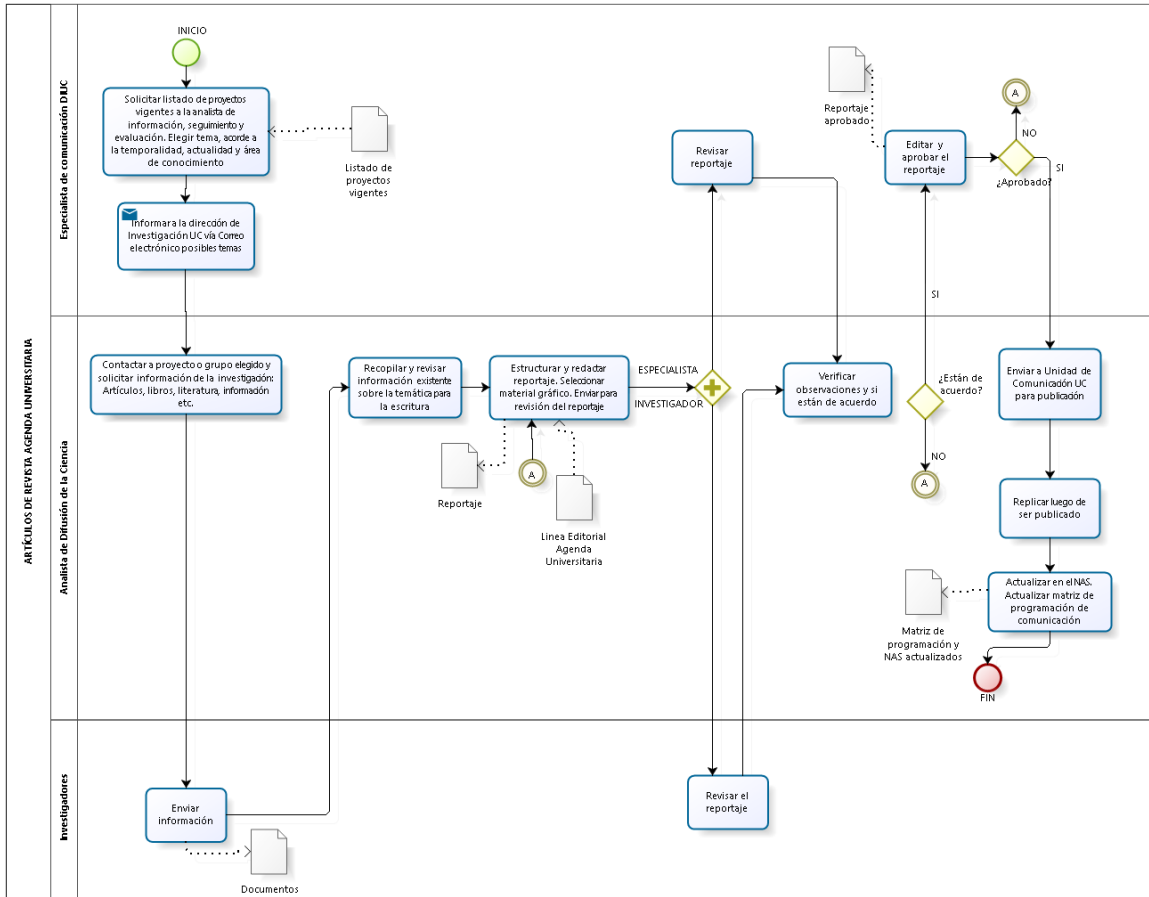 ARTÍCULOS DE REVISTA AGENDA UNIVERSITARIA
Especialista de comunicación DIUC
INICIO
Solicitar listado de proyectos
vigentes a la analista de
información, seguimiento y
evaluación. Elegir tema, acorde a
la temporalidad, actualidad y área
de conocimiento
Listado de
proyectos
vigentes
Informar a la dirección de
Investigación UC vía Correo
electrónico posibles temas
Revisar
reportaje
Reportaje
aprobado
Editar y
aprobar el
reportaje
A
NO
¿Aprobado?
SI
SI
Analista de Difusión de la Ciencia
Contactar a proyecto o grupo elegido y
solicitar información de la investigación:
Artículos, libros, literatura, información
etc.
Recopilar y revisar
información existente
sobre la temática para
la escritura
Estructurar y redactar
reportaje. Seleccionar
material gráfico. Enviar para
revisión del reportaje
ESPECIALISTA
INVESTIGADOR
Reportaje
A
Linea Editorial
Agenda
Universitaria
Verificar
observaciones y si
están de acuerdo
¿Están de
acuerdo?
NO
A
Enviar a Unidad de
Comunicación UC
para publicación
Replicar luego de
ser publicado
Actualizar en el NAS.
Actualizar matriz de
programación de
comunicación
Matriz de
programación y
NAS actualizados
FIN
Investigadores
Enviar
información
Documentos
Revisar el
reportaje